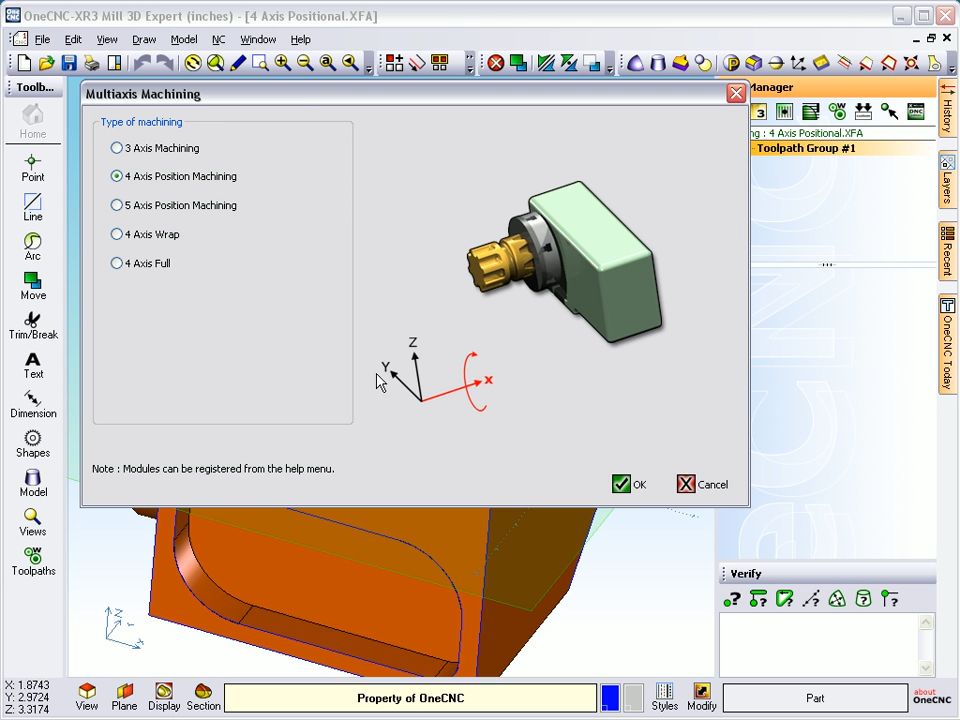 OneCNC-XR3 Mill 3D Expert (inches) - [4 Axis Positional.XFA]
File Edit View Draw Model NC Window Help
Toolb...
Home
Point
Line
Arc
Move
Trim/Break
Text
Dimension
Shapes
Model
Views
Toolpaths
Multiaxis Machining
Type of machining
3 Axis Machining
4 Axis Position Machining
5 Axis Position Machining
4 Axis Wrap
4 Axis Full
Z
Y
X
Note : Modules can be registered from the help menu.
OK
Cancel
Manager
ng : 4 Axis Positional.XFA
Toolpath Group #1
History
Layers
Recent
OneCNC Today
Verify
X: 1.8743
Y: 2.9724
Z: 3.3174
View
Plane
Display
Section
Property of OneCNC
Styles
Modify
Part
about
OneCNC